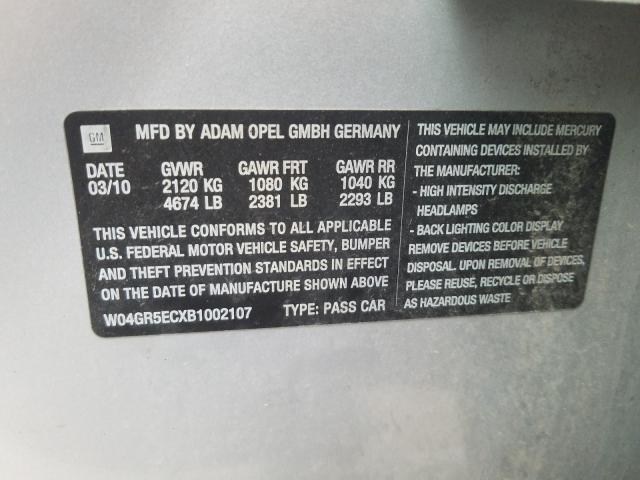 GM
MFD BY ADAM OPEL GMBH GERMANY
DATE GVWR GAWR FRT GAWR RR
03/10 2120 KG 1080 KG 1040 KG
4674 LB 2381 LB 2293 LB
THIS VEHICLE CONFORMS TO ALL APPLICABLE
U.S. FEDERAL MOTOR VEHICLE SAFETY, BUMPER
AND THEFT PREVENTION STANDARDS IN EFFECT
ON THE DATE OF MANUFACTURE SHOWN ABOVE
W04GR5ECXB1002107 TYPE: PASS CAR
THIS VEHICLE MAY INCLUDE MERCURY
CONTAINING DEVICES INSTALLED BY
THE MANUFACTURER:
- HIGH INTENSITY DISCHARGE
HEADLAMPS
- BACK LIGHTING COLOR DISPLAY
REMOVE DEVICES BEFORE VEHICLE
DISPOSAL. UPON REMOVAL OF DEVICES,
PLEASE REUSE, RECYCLE OR DISPOSE
AS HAZARDOUS WASTE